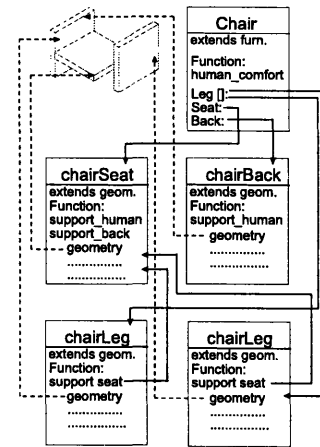 Chair
extends furn.
Function:
human_comfort
Leg []:
Seat:
Back:
chairSeat
extends geom.
Function:
support_human
support_back
geometry
chairBack
extends geom.
Function:
support_human
geometry
chairLeg
extends geom.
Function:
support seat
geometry
chairLeg
extends geom.
Function:
support seat
geometry